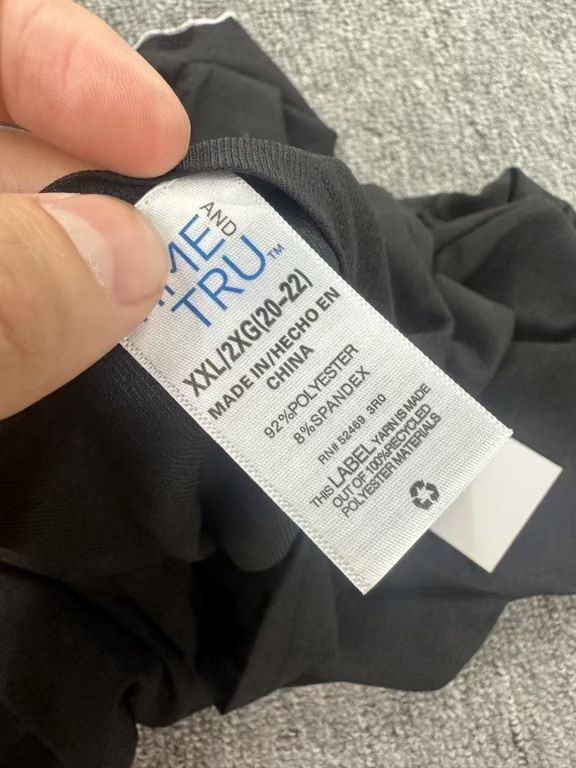 AND
TRU™
XXL/2XG(20–22)
MADE IN/HECHO EN
CHINA
92%POLYESTER
8%SPANDEX
RN# 52469 3R0
THIS LABEL YARN IS MADE
OUT OF 100%RECYCLED
POLYESTER MATERIALS